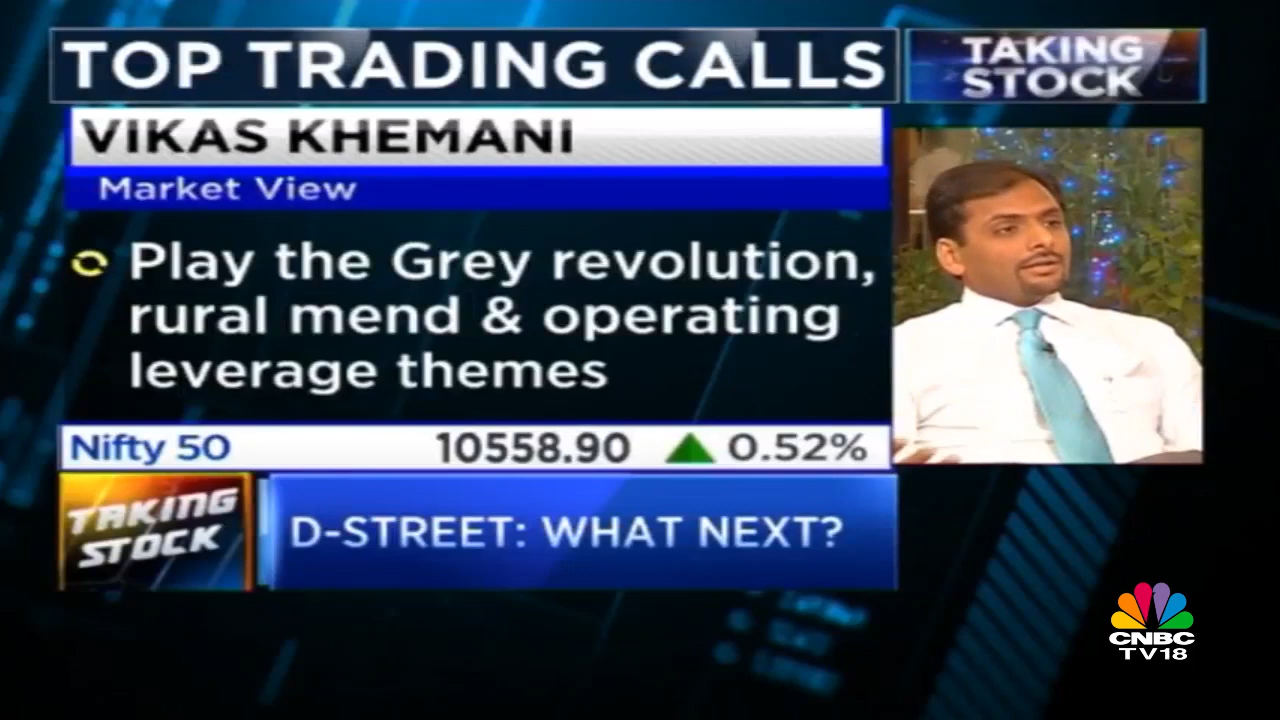 TOP TRADING CALLS
TAKING
STOCK
VIKAS KHEMANI
Market View
Play the Grey revolution,
rural mend & operating
leverage themes
Nifty 50 10558.90 0.52%
TAKING
STOCK
D-STREET: WHAT NEXT?
CNBC
TV18